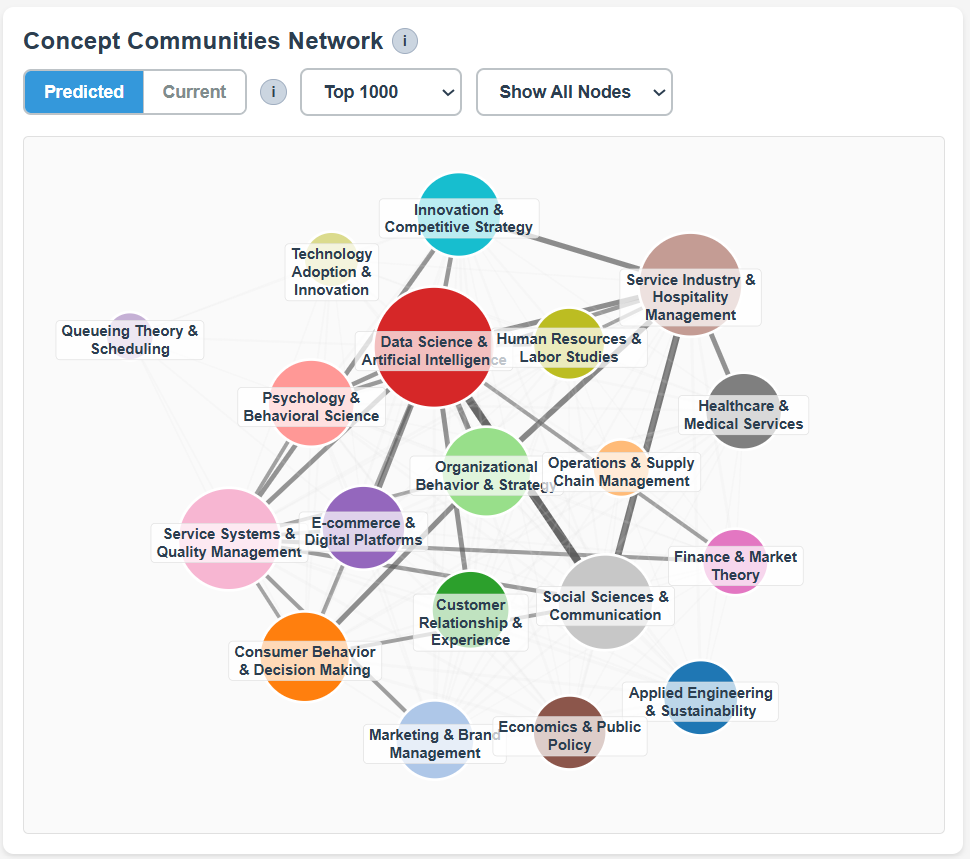 Concept Communities Network i
Predicted Current i Top 1000 Show All Nodes
Innovation &
Competitive Strategy
Technology
Adoption &
Innovation
Service Industry &
Hospitality
Management
Queueing Theory &
Scheduling
Data Science &
Artificial Intelligence
Human Resources &
Labor Studies
Psychology &
Behavioral Science
Healthcare &
Medical Services
Organizational
Behavior & Strategy
Operations & Supply
Chain Management
Service Systems &
Quality Management
E-commerce &
Digital Platforms
Finance & Market
Theory
Customer
Relationship &
Experience
Social Sciences &
Communication
Consumer Behavior
& Decision Making
Applied Engineering
& Sustainability
Marketing & Brand
Management
Economics & Public
Policy